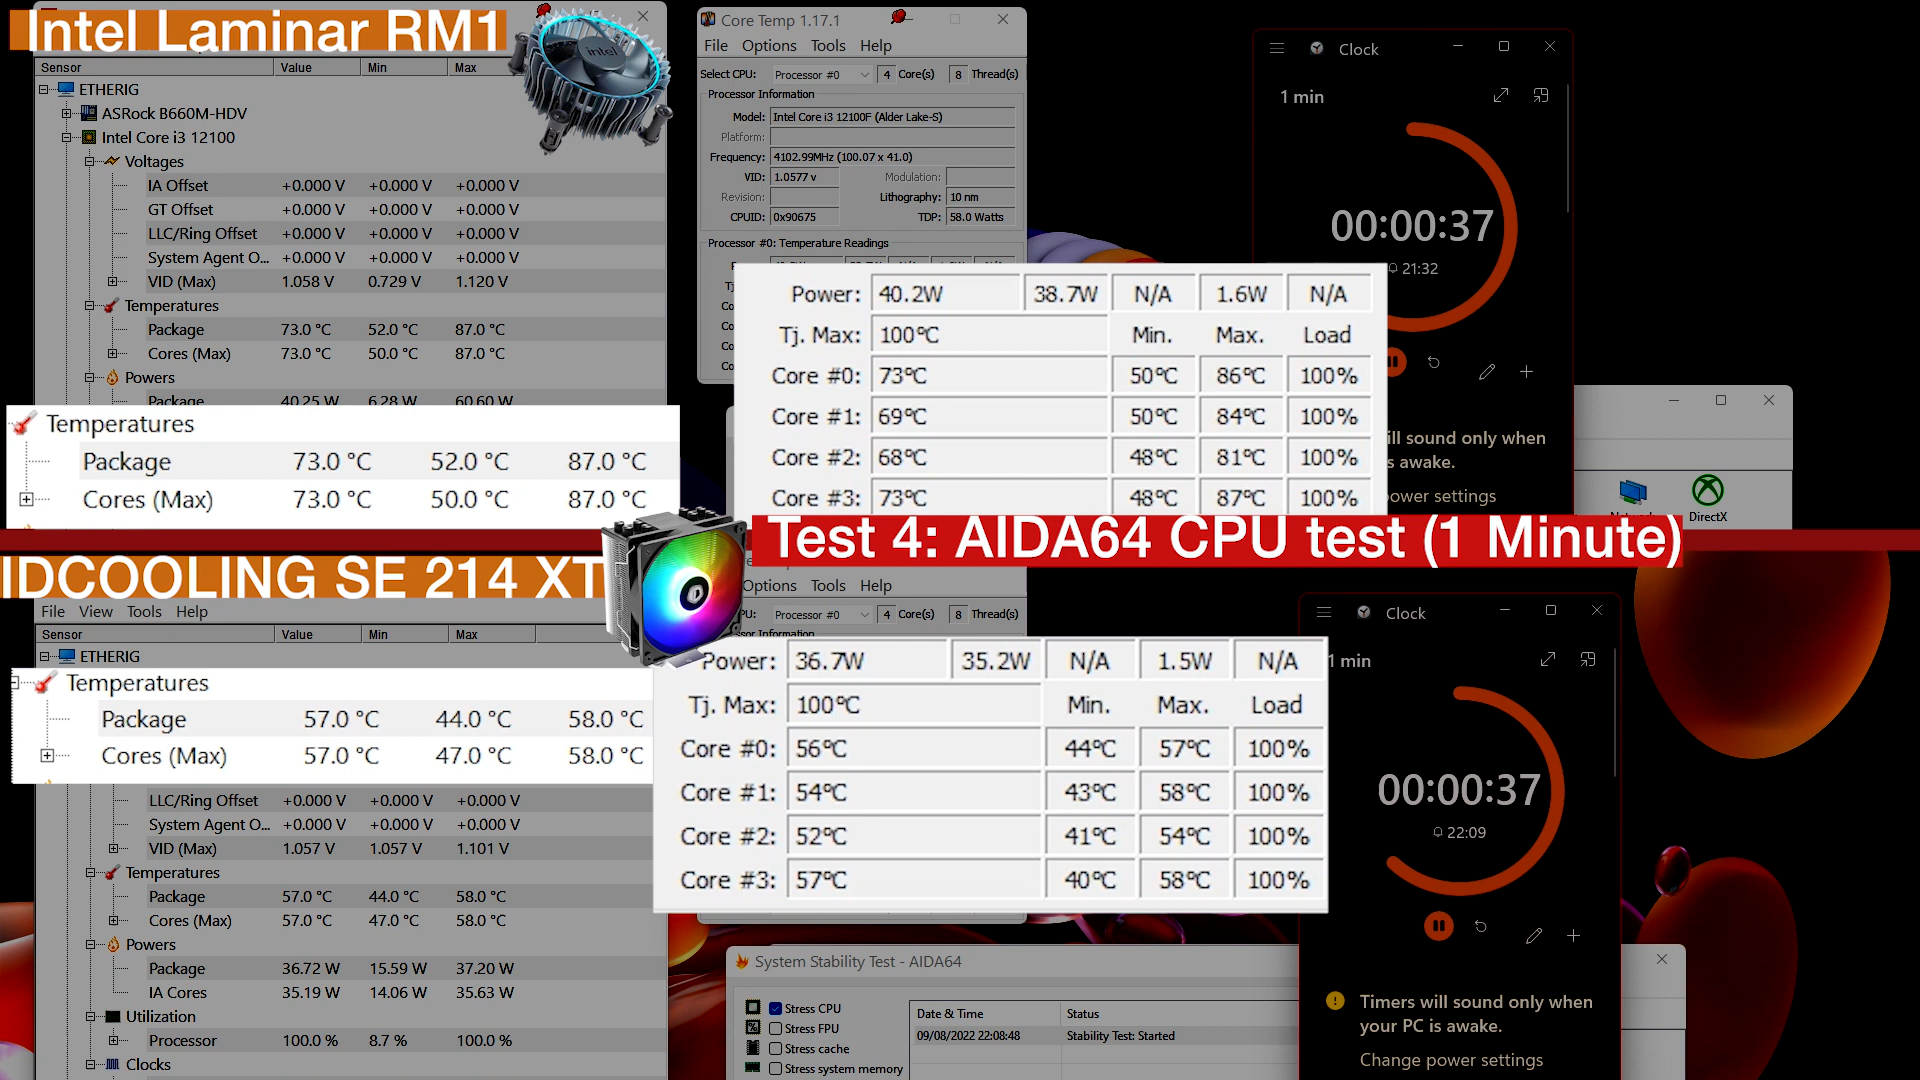 Intel Laminar RM1
Sensor Value Min Max
ETHERIG
ASRock B660M-HDV
Intel Core i3 12100
Voltages
IA Offset +0.000 V +0.000 V +0.000 V
GT Offset +0.000 V +0.000 V +0.000 V
LLC/Ring Offset +0.000 V +0.000 V +0.000 V
System Agent O... +0.000 V +0.000 V +0.000 V
VID (Max) 1.058 V 0.729 V 1.120 V
Temperatures
Package 73.0 °C 52.0 °C 87.0 °C
Cores (Max) 73.0 °C 50.0 °C 87.0 °C
Powers
Package 40.25 W 6.28 W 60.60 W
Temperatures
Package 73.0 °C 52.0 °C 87.0 °C
Cores (Max) 73.0 °C 50.0 °C 87.0 °C
intel
Core Temp 1.17.1
File Options Tools Help
Select CPU: Processor #0 4 Core(s) 8 Thread(s)
Processor Information
Model: Intel Core i3 12100F (Alder Lake-S)
Platform:
Frequency: 4102.99MHz (100.07 x 41.0)
VID: 1.0577 v Modulation:
Revision: Lithography: 10 nm
CPUID: 0x90675 TDP: 58.0 Watts
Processor #0: Temperature Readings
Power: 40.2W 38.7W N/A 1.6W N/A
Tj. Max: 100°C Min. Max. Load
Core #0: 73°C 50°C 86°C 100%
Core #1: 69°C 50°C 84°C 100%
Core #2: 68°C 48°C 81°C 100%
Core #3: 73°C 48°C 87°C 100%
Clock
1 min
00:00:37
21:32
ill sound only when
s awake.
ower settings
DirectX
Test 4: AIDA64 CPU test (1 Minute)
IDCOOLING SE 214 XT
File View Tools Help
Sensor Value Min Max
ETHERIG
Temperatures
Package 57.0 °C 44.0 °C 58.0 °C
Cores (Max) 57.0 °C 47.0 °C 58.0 °C
LLC/Ring Offset +0.000 V +0.000 V +0.000 V
System Agent O... +0.000 V +0.000 V +0.000 V
VID (Max) 1.057 V 1.057 V 1.101 V
Temperatures
Package 57.0 °C 44.0 °C 58.0 °C
Cores (Max) 57.0 °C 47.0 °C 58.0 °C
Powers
Package 36.72 W 15.59 W 37.20 W
IA Cores 35.19 W 14.06 W 35.63 W
Utilization
Processor 100.0 % 8.7 % 100.0 %
Clocks
Options Tools Help
PU: Processor #0 4 Core(s) 8 Thread(s)
Power: 36.7W 35.2W N/A 1.5W N/A
Tj. Max: 100°C Min. Max. Load
Core #0: 56°C 44°C 57°C 100%
Core #1: 54°C 43°C 58°C 100%
Core #2: 52°C 41°C 54°C 100%
Core #3: 57°C 40°C 58°C 100%
Clock
1 min
00:00:37
22:09
Timers will sound only when
your PC is awake.
Change power settings
System Stability Test - AIDA64
Stress CPU
Stress FPU
Stress cache
Stress system memory
Date & Time Status
09/08/2022 22:08:48 Stability Test: Started